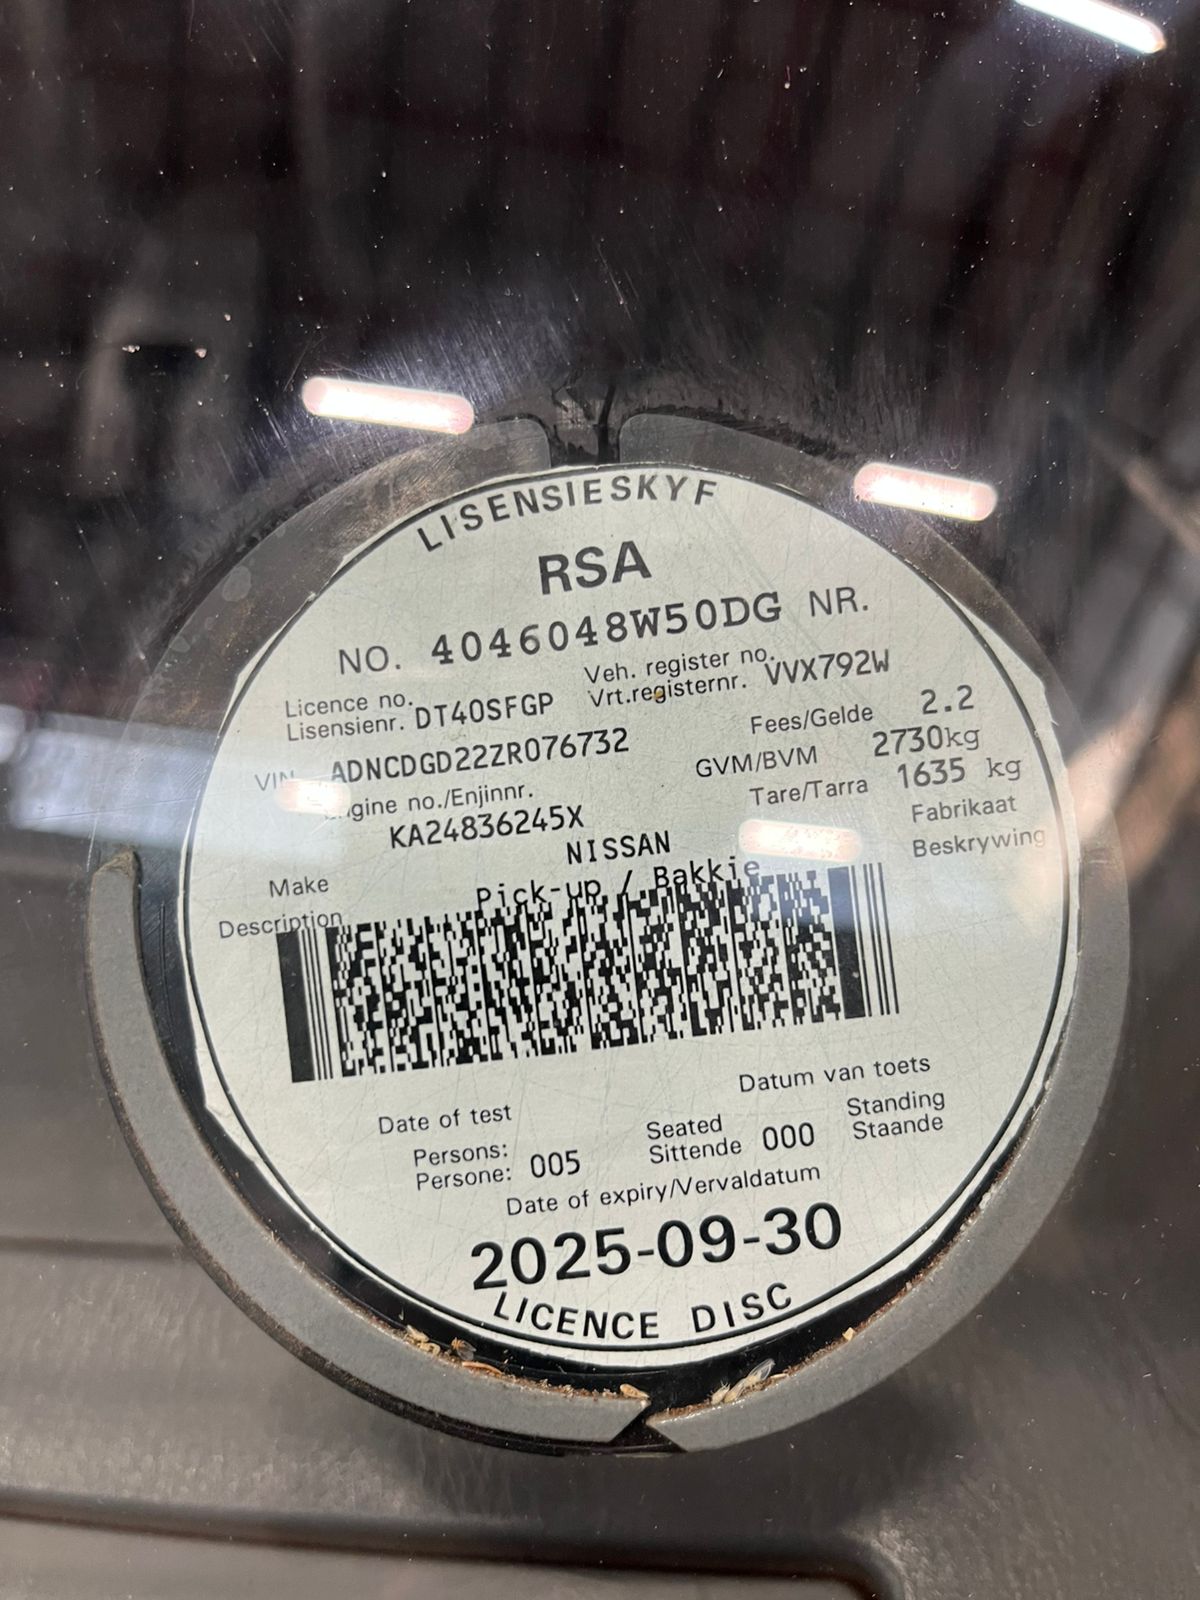 LISENSIESKYF
RSA
NO. 4046048W50DG NR.
Licence no.
Lisensienr. DT40SFGP
Veh. register no.
Vrt.registernr. VVX792W
VIN ADNCDGD22ZR076732
Fees/Gelde 2.2
GVM/BVM 2730kg
Tare/Tarra 1635 kg
Engine no./Enjinnr.
KA24836245X
Fabrikaat
NISSAN
Beskrywing
Make
Pick-up / Bakkie
Description
Datum van toets
Date of test
Persons:
Persone: 005
Seated
Sittende 000
Standing
Staande
Date of expiry/Vervaldatum
2025-09-30
LICENCE DISC